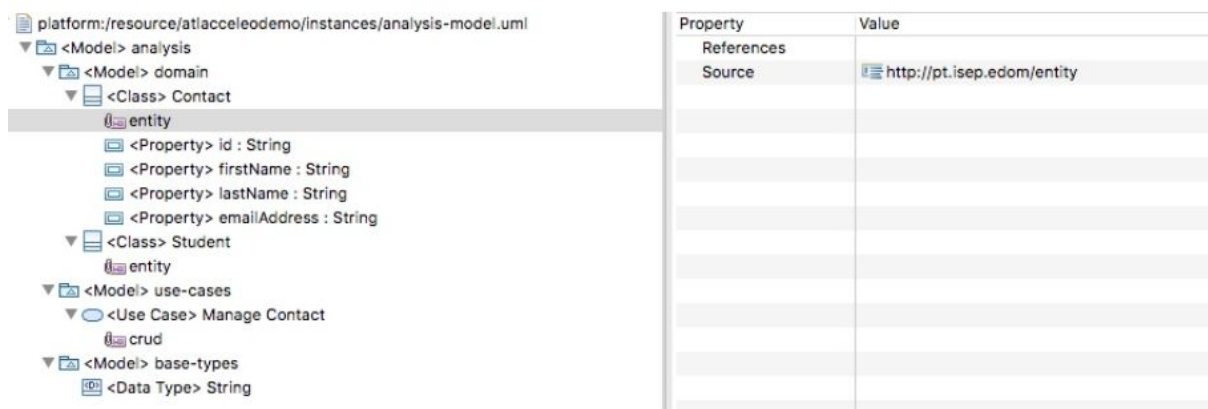 platform:/resource/atlacceleodemo/instances/analysis-model.uml
<Model> analysis
<Model> domain
<Class> Contact
entity
<Property> id : String
<Property> firstName : String
<Property> lastName : String
<Property> emailAddress : String
<Class> Student
entity
<Model> use-cases
<Use Case> Manage Contact
crud
<Model> base-types
<Data Type> String
Property Value
References
Source http://pt.isep.edom/entity